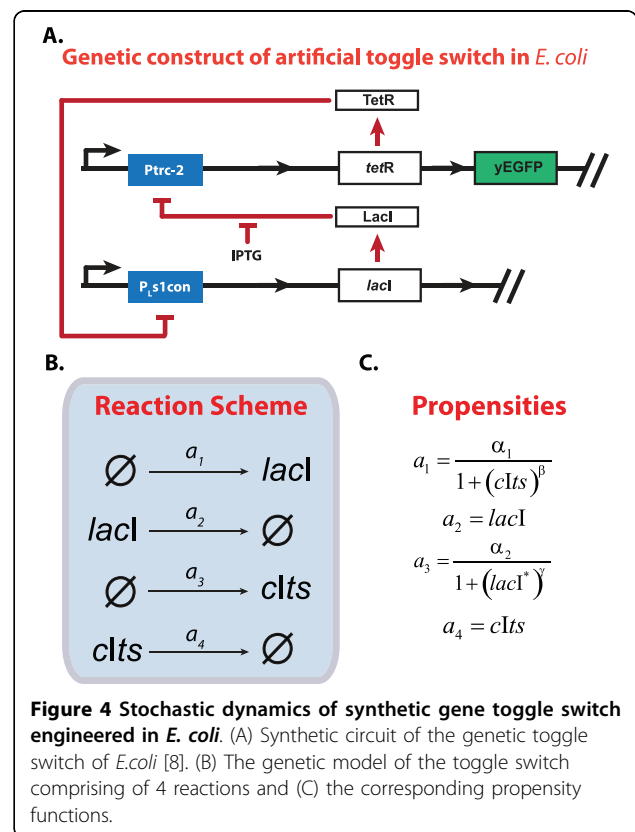 A.
Genetic construct of artificial toggle switch in E. coli
TetR
Ptrc-2
tetR
yEGFP
LacI
IPTG
PLs1con
lacI
B.
Reaction Scheme
∅ a1 lacI
lacI a2 ∅
∅ a3 cIts
cIts a4 ∅
C.
Propensities
a1 = α1 / 1 + (cIts)^β
a2 = lacI
a3 = α2 / 1 + (lacI*)^γ
a4 = cIts
Figure 4 Stochastic dynamics of synthetic gene toggle switch
engineered in E. coli. (A) Synthetic circuit of the genetic toggle
switch of E.coli [8]. (B) The genetic model of the toggle switch
comprising of 4 reactions and (C) the corresponding propensity
functions.